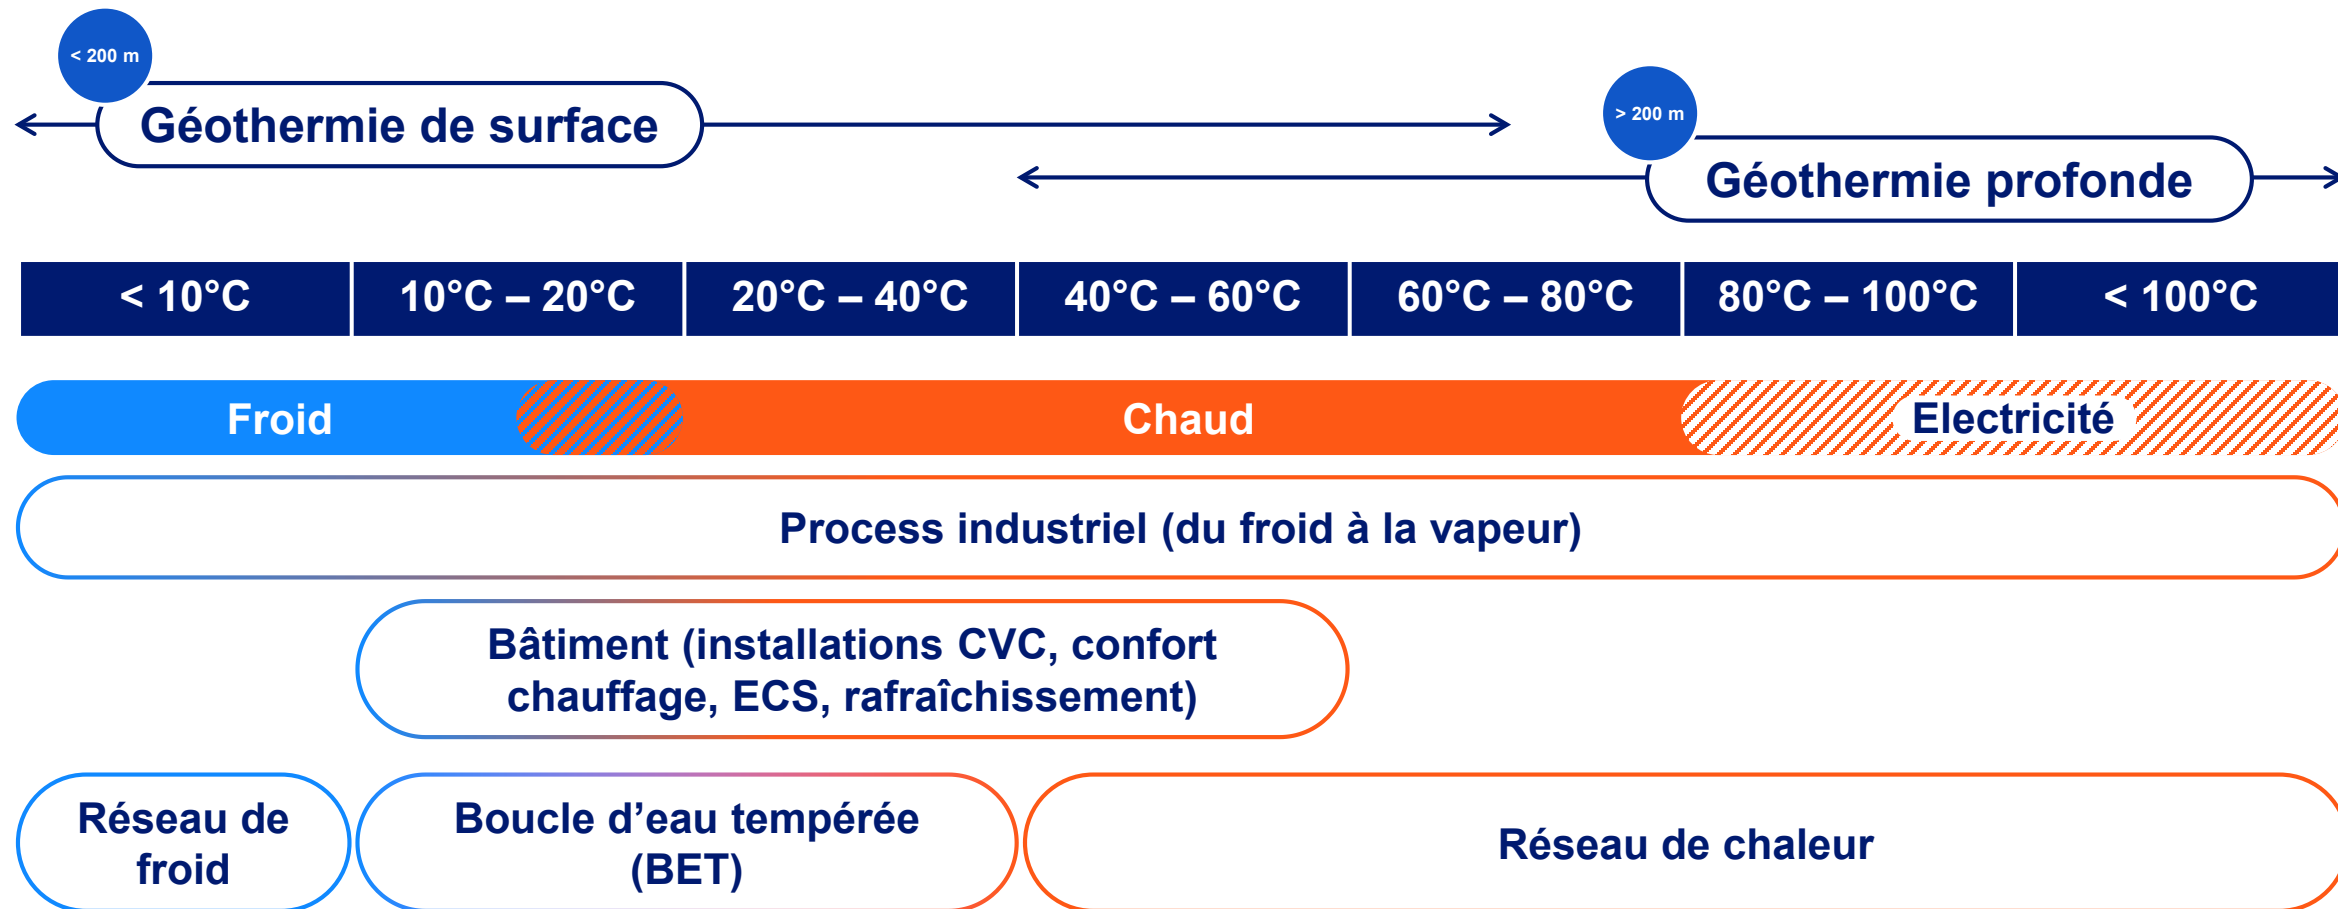 < 200 m
Géothermie de surface
> 200 m
Géothermie profonde
< 10°C
10°C – 20°C
20°C – 40°C
40°C – 60°C
60°C – 80°C
80°C – 100°C
< 100°C
Froid
Chaud
Electricité
Process industriel (du froid à la vapeur)
Bâtiment (installations CVC, confort
chauffage, ECS, rafraîchissement)
Réseau de
froid
Boucle d’eau tempérée
(BET)
Réseau de chaleur